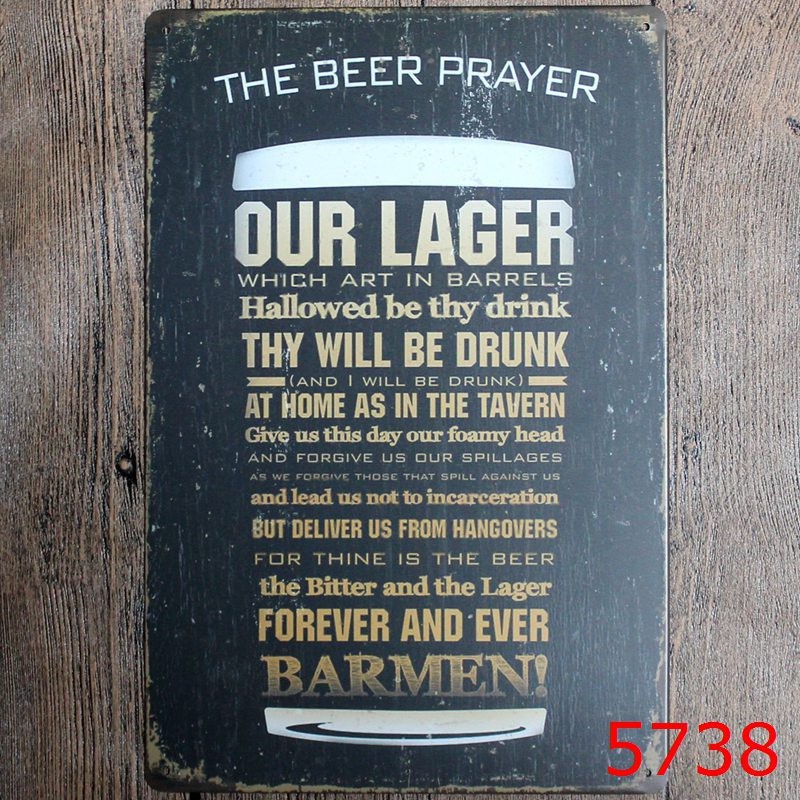 THE BEER PRAYER
OUR LAGER
WHICH ART IN BARRELS
Hallowed be thy drink
THY WILL BE DRUNK
(AND I WILL BE DRUNK)
AT HOME AS IN THE TAVERN
Give us this day our foamy head
AND FORGIVE US OUR SPILLAGES
AS WE FORGIVE THOSE THAT SPILL AGAINST US
and lead us not to incarceration
BUT DELIVER US FROM HANGOVERS
FOR THINE IS THE BEER
the Bitter and the Lager
FOREVER AND EVER
BARMEN!
5738